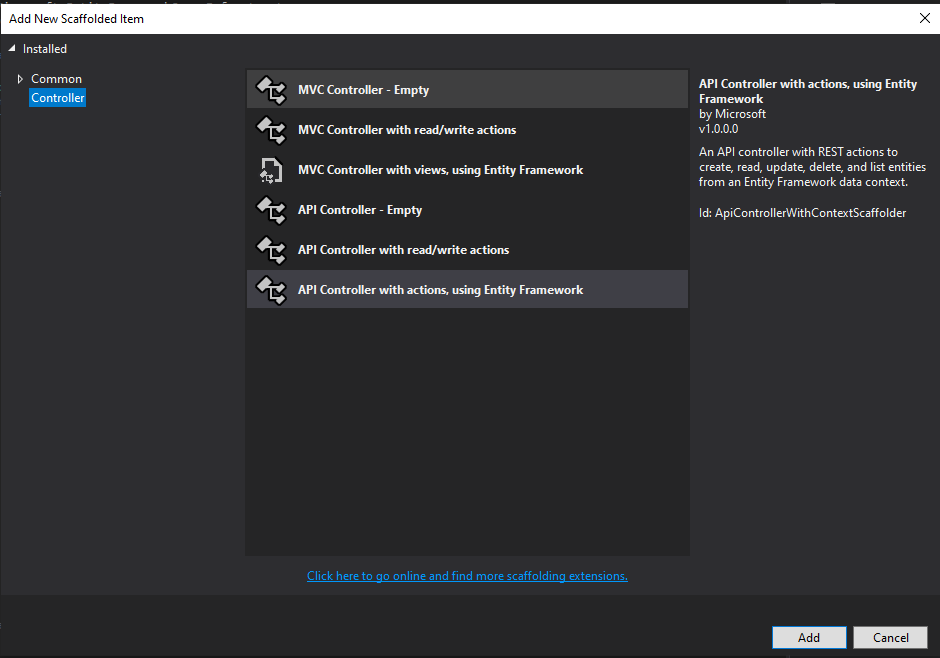 Add New Scaffolded Item
Installed
Common
Controller
MVC Controller - Empty
MVC Controller with read/write actions
MVC Controller with views, using Entity Framework
API Controller - Empty
API Controller with read/write actions
API Controller with actions, using Entity Framework
Click here to go online and find more scaffolding extensions.
API Controller with actions, using Entity
Framework
by Microsoft
v1.0.0.0
An API controller with REST actions to
create, read, update, delete, and list entities
from an Entity Framework data context.
Id: ApiControllerWithContextScaffolder
Add
Cancel